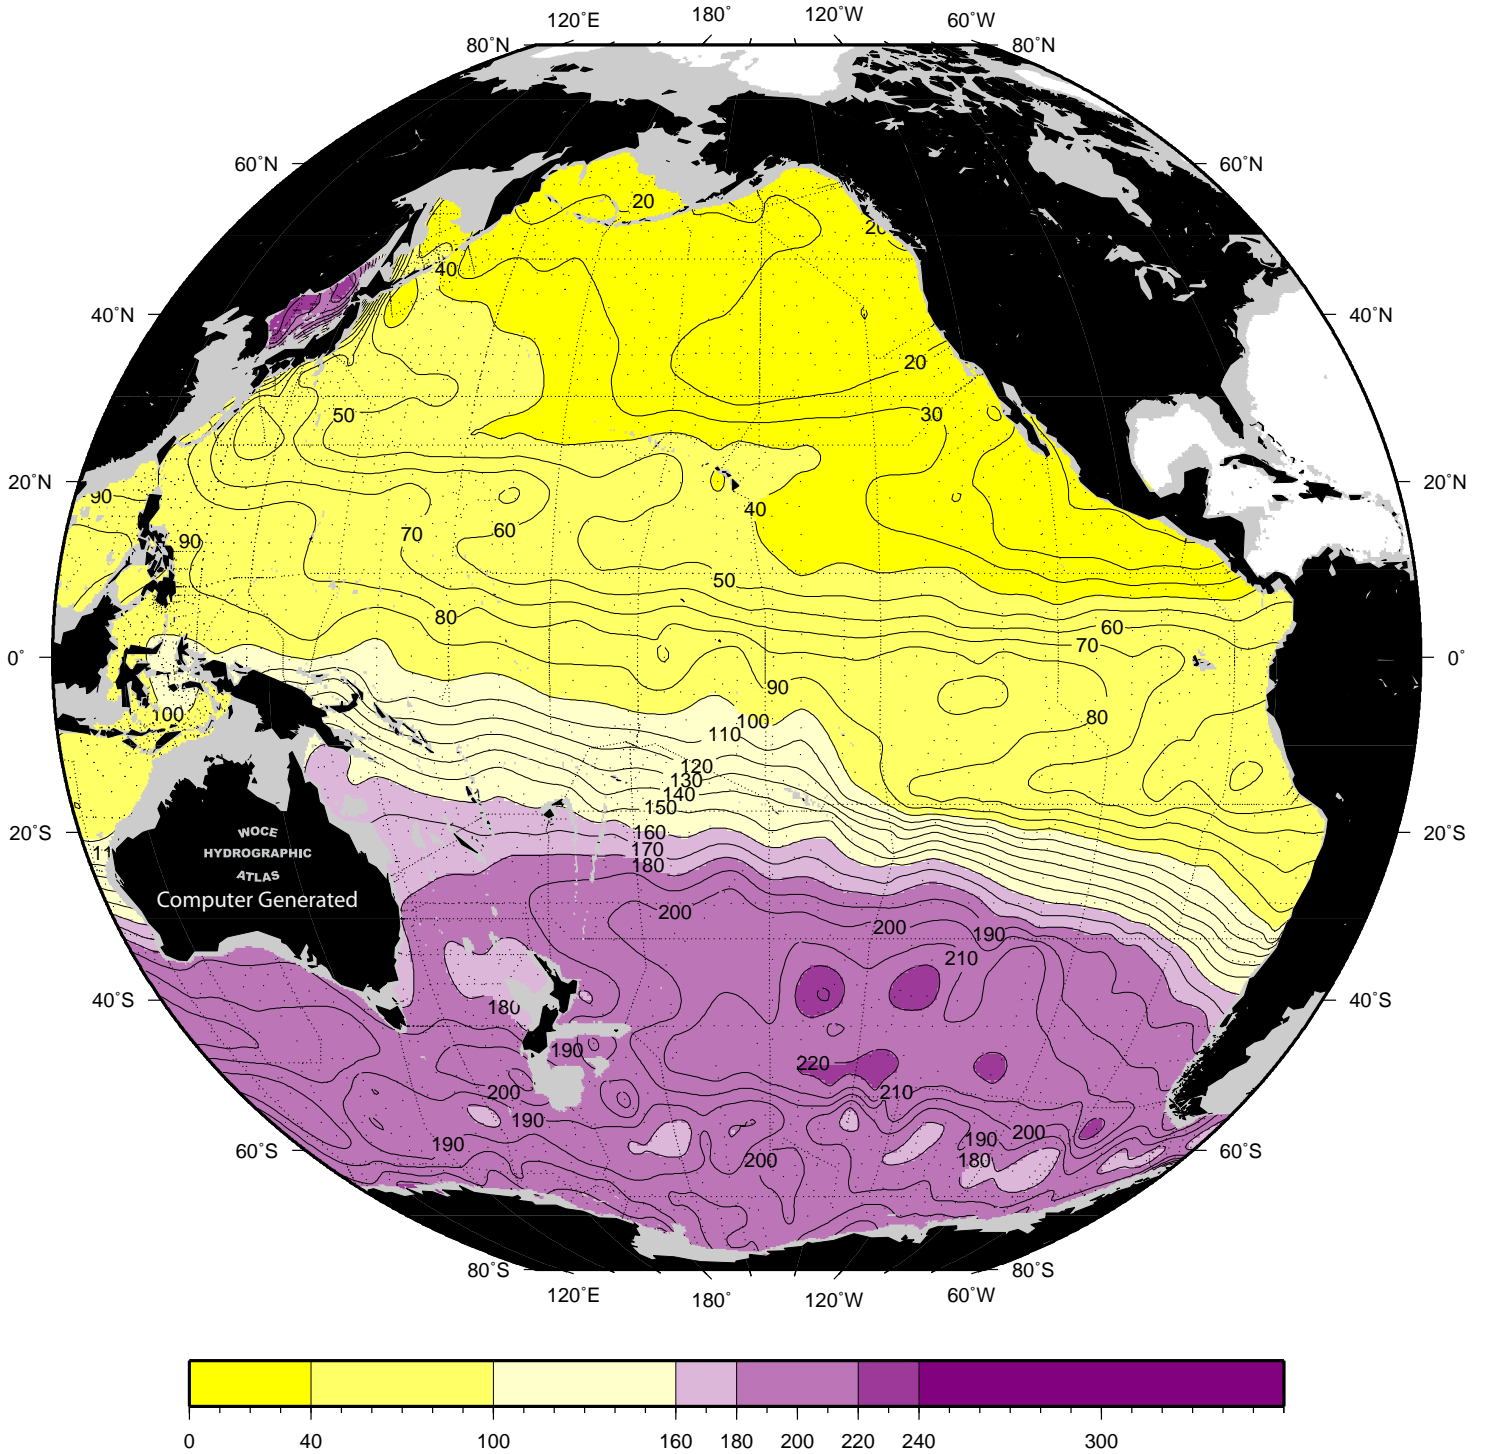 120˚E 180˚ 120˚W 60˚W
80˚N 80˚N
60˚N 60˚N
20
20
40
40˚N 40˚N
20
50 30
20˚N 20˚N
90
40
70 60
90
50
80 60
70
0˚ 0˚
90
100 100 80
110
120
130
140
150
20˚S 160 20˚S
170
180
11
WOCE
HYDROGRAPHIC
ATLAS
Computer Generated
200 200 190
210
40˚S 180 40˚S
190
220
200 210
190 200
190 190
60˚S 200 180 60˚S
80˚S 80˚S
120˚E 180˚ 120˚W 60˚W
0 40 100 160 180 200 220 240 300